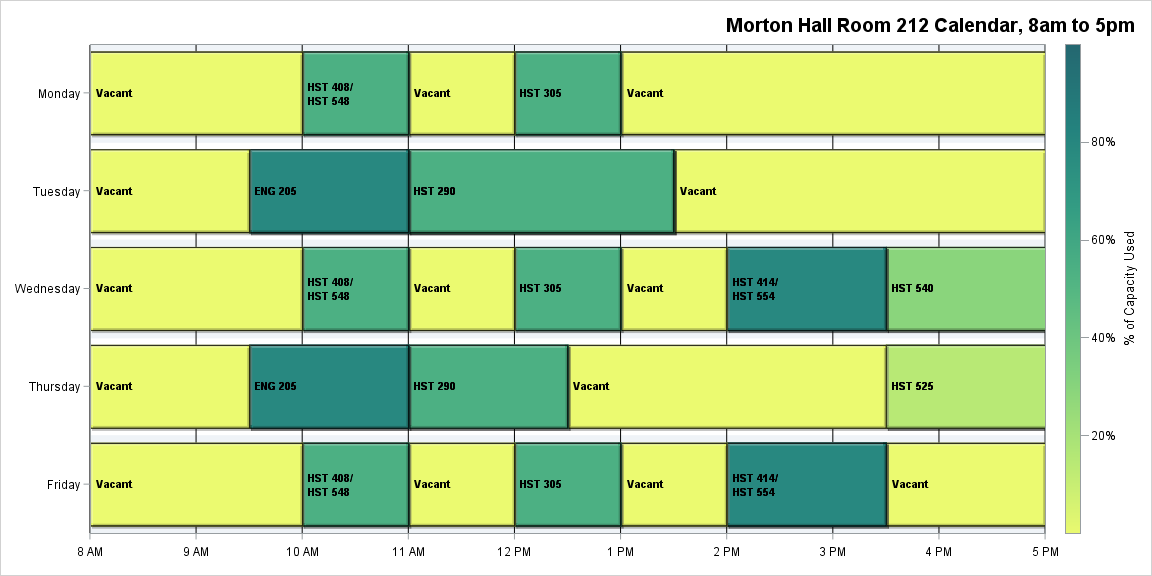 Morton Hall Room 212 Calendar, 8am to 5pm
Monday
Vacant
HST 408/
HST 548
Vacant
HST 305
Vacant
Tuesday
Vacant
ENG 205
HST 290
Vacant
Wednesday
Vacant
HST 408/
HST 548
Vacant
HST 305
Vacant
HST 414/
HST 554
HST 540
Thursday
Vacant
ENG 205
HST 290
Vacant
HST 525
Friday
Vacant
HST 408/
HST 548
Vacant
HST 305
Vacant
HST 414/
HST 554
Vacant
8 AM
9 AM
10 AM
11 AM
12 PM
1 PM
2 PM
3 PM
4 PM
5 PM
80%
60%
40%
20%
% of Capacity Used